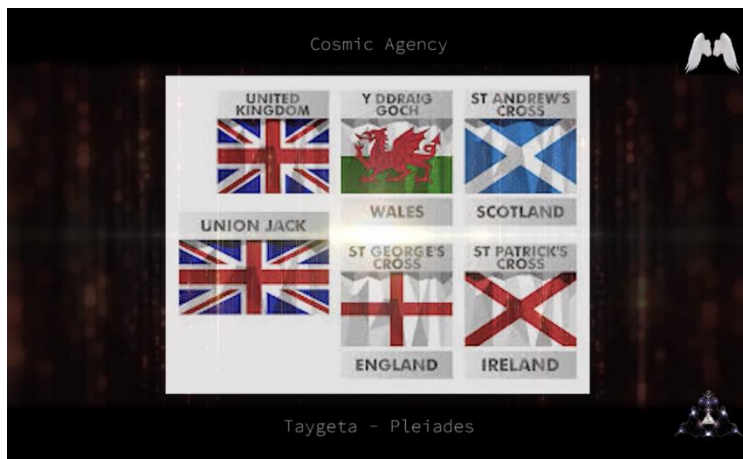 Cosmic Agency
UNITED
KINGDOM
Y DDRAIG
GOCH
ST ANDREW'S
CROSS
WALES
SCOTLAND
UNION JACK
ST GEORGE'S
CROSS
ST PATRICK'S
CROSS
ENGLAND
IRELAND
Taygeta - Pleiades